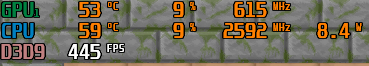 GPU1 53 °C 9 % 615 MHz
CPU 59 °C 9 % 2592 MHz 8.4 W
D3D9 445 FPS